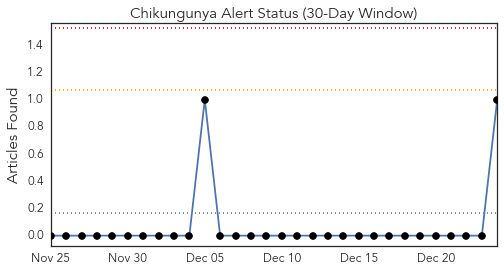 Chikungunya Alert Status (30-Day Window)
Articles Found
1.4
1.2
1.0
0.8
0.6
0.4
0.2
0.0
Nov 25 Nov 30 Dec 05 Dec 10 Dec 15 Dec 20